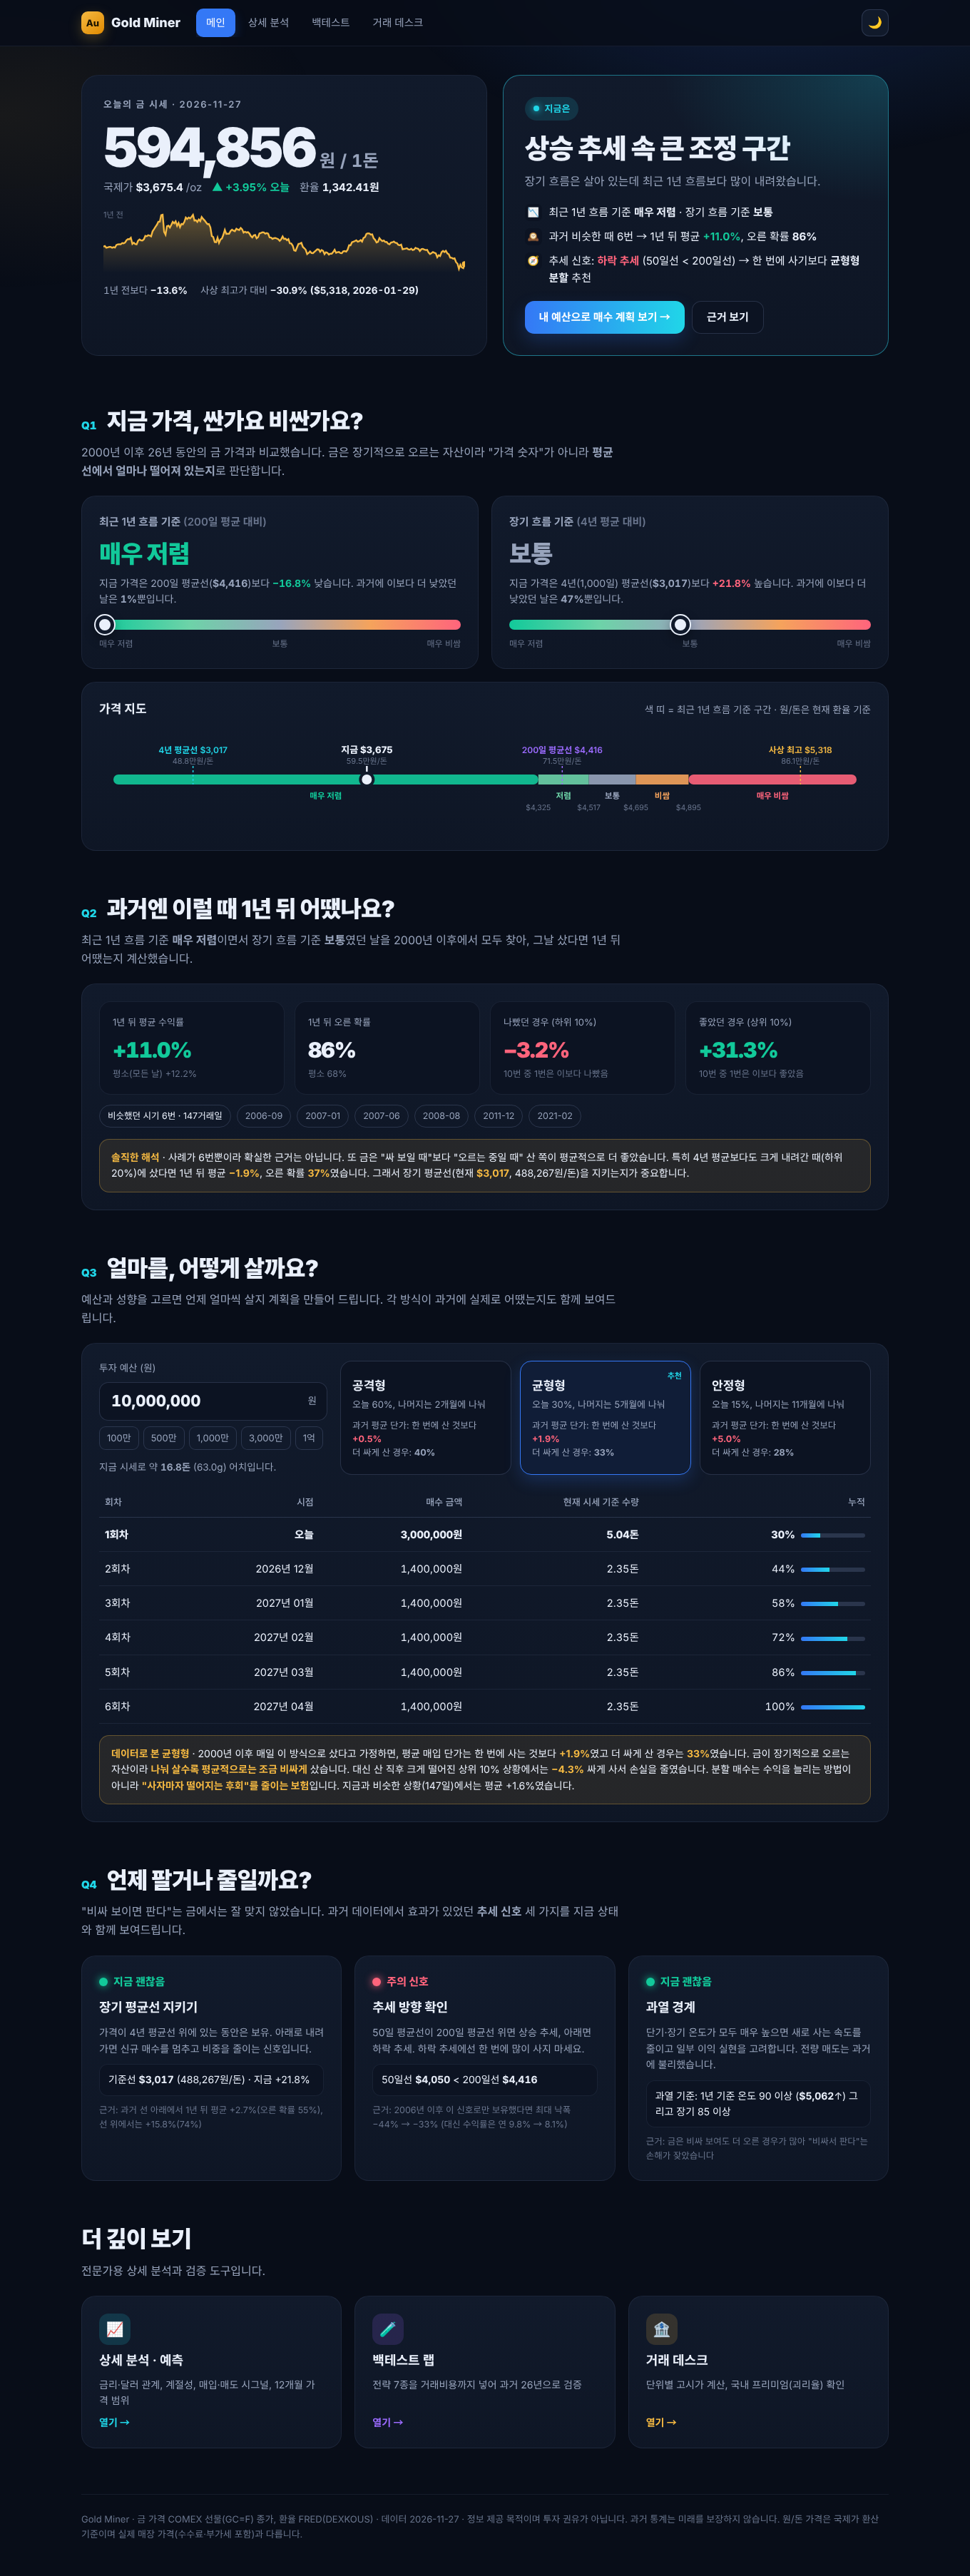 Au Gold Miner 메인 상세 분석 백테스트 거래 데스크
오늘의 금 시세 · 2026-11-27
594,856 원 / 1돈
국제가 $3,675.4 /oz ▲ +3.95% 오늘 환율 1,342.41원
1년 전
1년 전보다 −13.6% 사상 최고가 대비 −30.9% ($5,318, 2026-01-29)
지금은
상승 추세 속 큰 조정 구간
장기 흐름은 살아 있는데 최근 1년 흐름보다 많이 내려왔습니다.
최근 1년 흐름 기준 매우 저렴 · 장기 흐름 기준 보통
과거 비슷한 때 6번 → 1년 뒤 평균 +11.0%, 오른 확률 86%
추세 신호: 하락 추세 (50일선 < 200일선) → 한 번에 사기보다 균형형
분할 추천
내 예산으로 매수 계획 보기 → 근거 보기
Q1 지금 가격, 싼가요 비싼가요?
2000년 이후 26년 동안의 금 가격과 비교했습니다. 금은 장기적으로 오르는 자산이라 "가격 숫자"가 아니라 평균
선에서 얼마나 떨어져 있는지로 판단합니다.
최근 1년 흐름 기준 (200일 평균 대비)
매우 저렴
지금 가격은 200일 평균선($4,416)보다 −16.8% 낮습니다. 과거에 이보다 더 낮았던
날은 1%뿐입니다.
매우 저렴 보통 매우 비쌈
장기 흐름 기준 (4년 평균 대비)
보통
지금 가격은 4년(1,000일) 평균선($3,017)보다 +21.8% 높습니다. 과거에 이보다 더
낮았던 날은 47%뿐입니다.
매우 저렴 보통 매우 비쌈
가격 지도 색 띠 = 최근 1년 흐름 기준 구간 · 원/돈은 현재 환율 기준
4년 평균선 $3,017 지금 $3,675 200일 평균선 $4,416 사상 최고 $5,318
48.8만원/돈 59.5만원/돈 71.5만원/돈 86.1만원/돈
매우 저렴 저렴 보통 비쌈 매우 비쌈
$4,325 $4,517 $4,695 $4,895
Q2 과거엔 이럴 때 1년 뒤 어땠나요?
최근 1년 흐름 기준 매우 저렴이면서 장기 흐름 기준 보통였던 날을 2000년 이후에서 모두 찾아, 그날 샀다면 1년 뒤
어땠는지 계산했습니다.
1년 뒤 평균 수익률
+11.0%
평소(모든 날) +12.2%
1년 뒤 오른 확률
86%
평소 68%
나빴던 경우 (하위 10%)
−3.2%
10번 중 1번은 이보다 나빴음
좋았던 경우 (상위 10%)
+31.3%
10번 중 1번은 이보다 좋았음
비슷했던 시기 6번 · 147거래일 2006-09 2007-01 2007-06 2008-08 2011-12 2021-02
솔직한 해석 · 사례가 6번뿐이라 확실한 근거는 아닙니다. 또 금은 "싸 보일 때"보다 "오르는 중일 때" 산 쪽이 평균적으로 더 좋았습니다. 특히 4년 평균보다도 크게 내려간 때(하위
20%)에 샀다면 1년 뒤 평균 −1.9%, 오른 확률 37%였습니다. 그래서 장기 평균선(현재 $3,017, 488,267원/돈)을 지키는지가 중요합니다.
Q3 얼마를, 어떻게 살까요?
예산과 성향을 고르면 언제 얼마씩 살지 계획을 만들어 드립니다. 각 방식이 과거에 실제로 어땠는지도 함께 보여드
립니다.
투자 예산 (원)
10,000,000 원
100만 500만 1,000만 3,000만 1억
지금 시세로 약 16.8돈 (63.0g) 어치입니다.
공격형
오늘 60%, 나머지는 2개월에 나눠
과거 평균 단가: 한 번에 산 것보다
+0.5%
더 싸게 산 경우: 40%
추천
균형형
오늘 30%, 나머지는 5개월에 나눠
과거 평균 단가: 한 번에 산 것보다
+1.9%
더 싸게 산 경우: 33%
안정형
오늘 15%, 나머지는 11개월에 나눠
과거 평균 단가: 한 번에 산 것보다
+5.0%
더 싸게 산 경우: 28%
회차 시점 매수 금액 현재 시세 기준 수량 누적
1회차 오늘 3,000,000원 5.04돈 30%
2회차 2026년 12월 1,400,000원 2.35돈 44%
3회차 2027년 01월 1,400,000원 2.35돈 58%
4회차 2027년 02월 1,400,000원 2.35돈 72%
5회차 2027년 03월 1,400,000원 2.35돈 86%
6회차 2027년 04월 1,400,000원 2.35돈 100%
데이터로 본 균형형 · 2000년 이후 매일 이 방식으로 샀다고 가정하면, 평균 매입 단가는 한 번에 사는 것보다 +1.9%였고 더 싸게 산 경우는 33%였습니다. 금이 장기적으로 오르는
자산이라 나눠 살수록 평균적으로는 조금 비싸게 샀습니다. 대신 산 직후 크게 떨어진 상위 10% 상황에서는 −4.3% 싸게 사서 손실을 줄였습니다. 분할 매수는 수익을 늘리는 방법이
아니라 "사자마자 떨어지는 후회"를 줄이는 보험입니다. 지금과 비슷한 상황(147일)에서는 평균 +1.6%였습니다.
Q4 언제 팔거나 줄일까요?
"비싸 보이면 판다"는 금에서는 잘 맞지 않았습니다. 과거 데이터에서 효과가 있었던 추세 신호 세 가지를 지금 상태
와 함께 보여드립니다.
지금 괜찮음
장기 평균선 지키기
가격이 4년 평균선 위에 있는 동안은 보유. 아래로 내려
가면 신규 매수를 멈추고 비중을 줄이는 신호입니다.
기준선 $3,017 (488,267원/돈) · 지금 +21.8%
근거: 과거 선 아래에서 1년 뒤 평균 +2.7%(오른 확률 55%),
선 위에서는 +15.8%(74%)
주의 신호
추세 방향 확인
50일 평균선이 200일 평균선 위면 상승 추세, 아래면
하락 추세. 하락 추세에선 한 번에 많이 사지 마세요.
50일선 $4,050 < 200일선 $4,416
근거: 2006년 이후 이 신호로만 보유했다면 최대 낙폭
−44% → −33% (대신 수익률은 연 9.8% → 8.1%)
지금 괜찮음
과열 경계
단기·장기 온도가 모두 매우 높으면 새로 사는 속도를
줄이고 일부 이익 실현을 고려합니다. 전량 매도는 과거
에 불리했습니다.
과열 기준: 1년 기준 온도 90 이상 ($5,062↑) 그
리고 장기 85 이상
근거: 금은 비싸 보여도 더 오른 경우가 많아 "비싸서 판다"는
손해가 잦았습니다
더 깊이 보기
전문가용 상세 분석과 검증 도구입니다.
상세 분석 · 예측
금리·달러 관계, 계절성, 매입·매도 시그널, 12개월 가
격 범위
열기 →
백테스트 랩
전략 7종을 거래비용까지 넣어 과거 26년으로 검증
열기 →
거래 데스크
단위별 고시가 계산, 국내 프리미엄(괴리율) 확인
열기 →
Gold Miner · 금 가격 COMEX 선물(GC=F) 종가, 환율 FRED(DEXKOUS) · 데이터 2026-11-27 · 정보 제공 목적이며 투자 권유가 아닙니다. 과거 통계는 미래를 보장하지 않습니다. 원/돈 가격은 국제가 환산
기준이며 실제 매장 가격(수수료·부가세 포함)과 다릅니다.